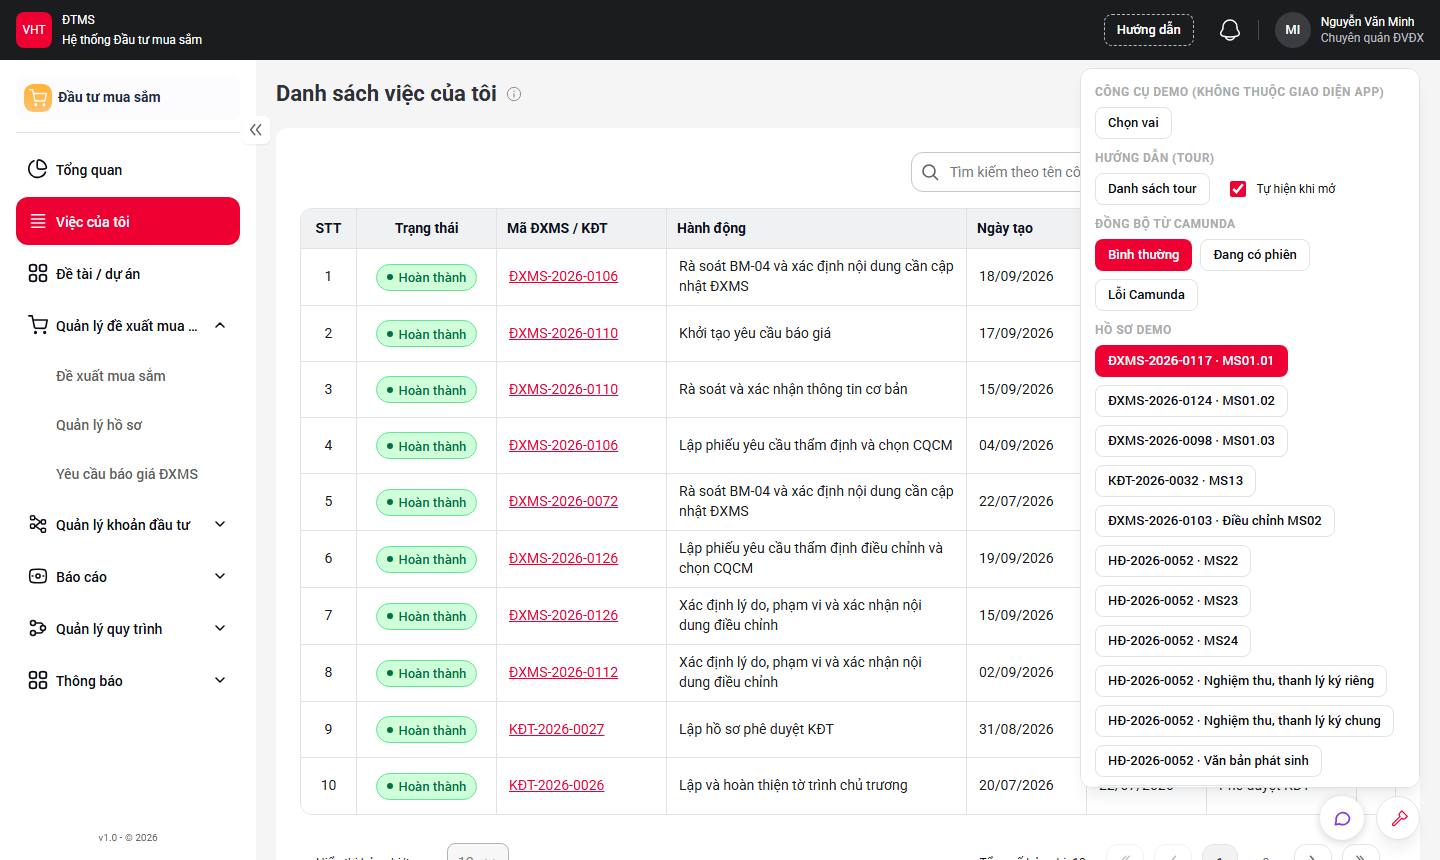 VHT
ĐTMS
Hệ thống Đầu tư mua sắm
Hướng dẫn
MI
Nguyễn Văn Minh
Chuyên quản ĐVĐX
Đầu tư mua sắm
Tổng quan
Việc của tôi
Đề tài / dự án
Quản lý đề xuất mua ...
Đề xuất mua sắm
Quản lý hồ sơ
Yêu cầu báo giá ĐXMS
Quản lý khoản đầu tư
Báo cáo
Quản lý quy trình
Thông báo
v1.0 - © 2026
Danh sách việc của tôi
Tìm kiếm theo tên cô
STT Trạng thái Mã ĐXMS / KĐT Hành động Ngày tạo
1 Hoàn thành ĐXMS-2026-0106 Rà soát BM-04 và xác định nội dung cần cập 18/09/2026
nhật ĐXMS
2 Hoàn thành ĐXMS-2026-0110 Khởi tạo yêu cầu báo giá 17/09/2026
3 Hoàn thành ĐXMS-2026-0110 Rà soát và xác nhận thông tin cơ bản 15/09/2026
4 Hoàn thành ĐXMS-2026-0106 Lập phiếu yêu cầu thẩm định và chọn CQCM 04/09/2026
5 Hoàn thành ĐXMS-2026-0072 Rà soát BM-04 và xác định nội dung cần cập 22/07/2026
nhật ĐXMS
6 Hoàn thành ĐXMS-2026-0126 Lập phiếu yêu cầu thẩm định điều chỉnh và 19/09/2026
chọn CQCM
7 Hoàn thành ĐXMS-2026-0126 Xác định lý do, phạm vi và xác nhận nội 15/09/2026
dung điều chỉnh
8 Hoàn thành ĐXMS-2026-0112 Xác định lý do, phạm vi và xác nhận nội 02/09/2026
dung điều chỉnh
9 Hoàn thành KĐT-2026-0027 Lập hồ sơ phê duyệt KĐT 31/08/2026
10 Hoàn thành KĐT-2026-0026 Lập và hoàn thiện tờ trình chủ trương 20/07/2026
CÔNG CỤ DEMO (KHÔNG THUỘC GIAO DIỆN APP)
Chọn vai
HƯỚNG DẪN (TOUR)
Danh sách tour Tự hiện khi mở
ĐỒNG BỘ TỪ CAMUNDA
Bình thường Đang có phiên
Lỗi Camunda
HỒ SƠ DEMO
ĐXMS-2026-0117 · MS01.01
ĐXMS-2026-0124 · MS01.02
ĐXMS-2026-0098 · MS01.03
KĐT-2026-0032 · MS13
ĐXMS-2026-0103 · Điều chỉnh MS02
HĐ-2026-0052 · MS22
HĐ-2026-0052 · MS23
HĐ-2026-0052 · MS24
HĐ-2026-0052 · Nghiệm thu, thanh lý ký riêng
HĐ-2026-0052 · Nghiệm thu, thanh lý ký chung
HĐ-2026-0052 · Văn bản phát sinh